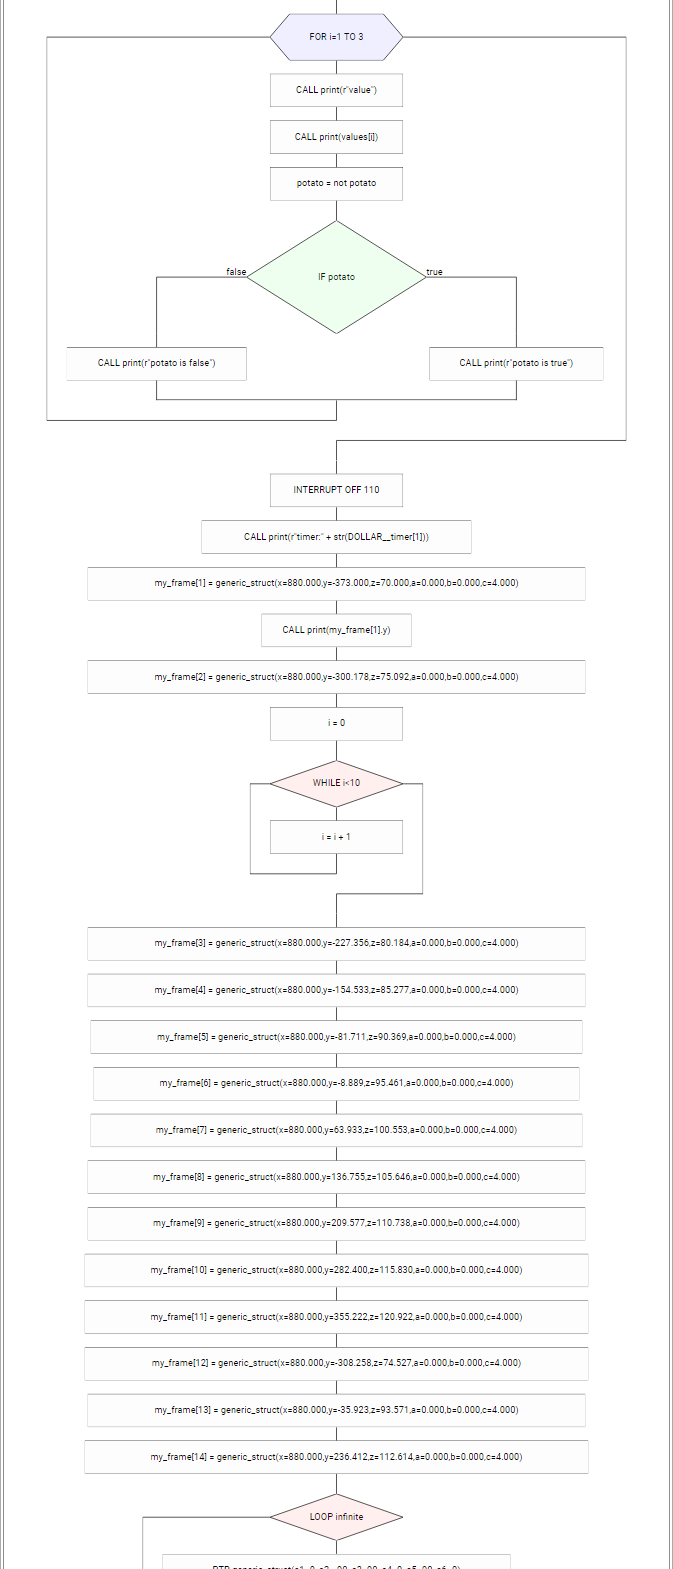 FOR i=1 TO 3
CALL print(r"value")
CALL print(values[i])
potato = not potato
false
true
IF potato
CALL print(r"potato is false")
CALL print(r"potato is true")
INTERRUPT OFF 110
CALL print(r"timer:" + str(DOLLAR__timer[1]))
my_frame[1] = generic_struct(x=880.000,y=-373.000,z=70.000,a=0.000,b=0.000,c=4.000)
CALL print(my_frame[1].y)
my_frame[2] = generic_struct(x=880.000,y=-300.178,z=75.092,a=0.000,b=0.000,c=4.000)
i = 0
WHILE i<10
i = i + 1
my_frame[3] = generic_struct(x=880.000,y=-227.356,z=80.184,a=0.000,b=0.000,c=4.000)
my_frame[4] = generic_struct(x=880.000,y=-154.533,z=85.277,a=0.000,b=0.000,c=4.000)
my_frame[5] = generic_struct(x=880.000,y=-81.711,z=90.369,a=0.000,b=0.000,c=4.000)
my_frame[6] = generic_struct(x=880.000,y=-8.889,z=95.461,a=0.000,b=0.000,c=4.000)
my_frame[7] = generic_struct(x=880.000,y=63.933,z=100.553,a=0.000,b=0.000,c=4.000)
my_frame[8] = generic_struct(x=880.000,y=136.755,z=105.646,a=0.000,b=0.000,c=4.000)
my_frame[9] = generic_struct(x=880.000,y=209.577,z=110.738,a=0.000,b=0.000,c=4.000)
my_frame[10] = generic_struct(x=880.000,y=282.400,z=115.830,a=0.000,b=0.000,c=4.000)
my_frame[11] = generic_struct(x=880.000,y=355.222,z=120.922,a=0.000,b=0.000,c=4.000)
my_frame[12] = generic_struct(x=880.000,y=-308.258,z=74.527,a=0.000,b=0.000,c=4.000)
my_frame[13] = generic_struct(x=880.000,y=-35.923,z=93.571,a=0.000,b=0.000,c=4.000)
my_frame[14] = generic_struct(x=880.000,y=236.412,z=112.614,a=0.000,b=0.000,c=4.000)
LOOP infinite